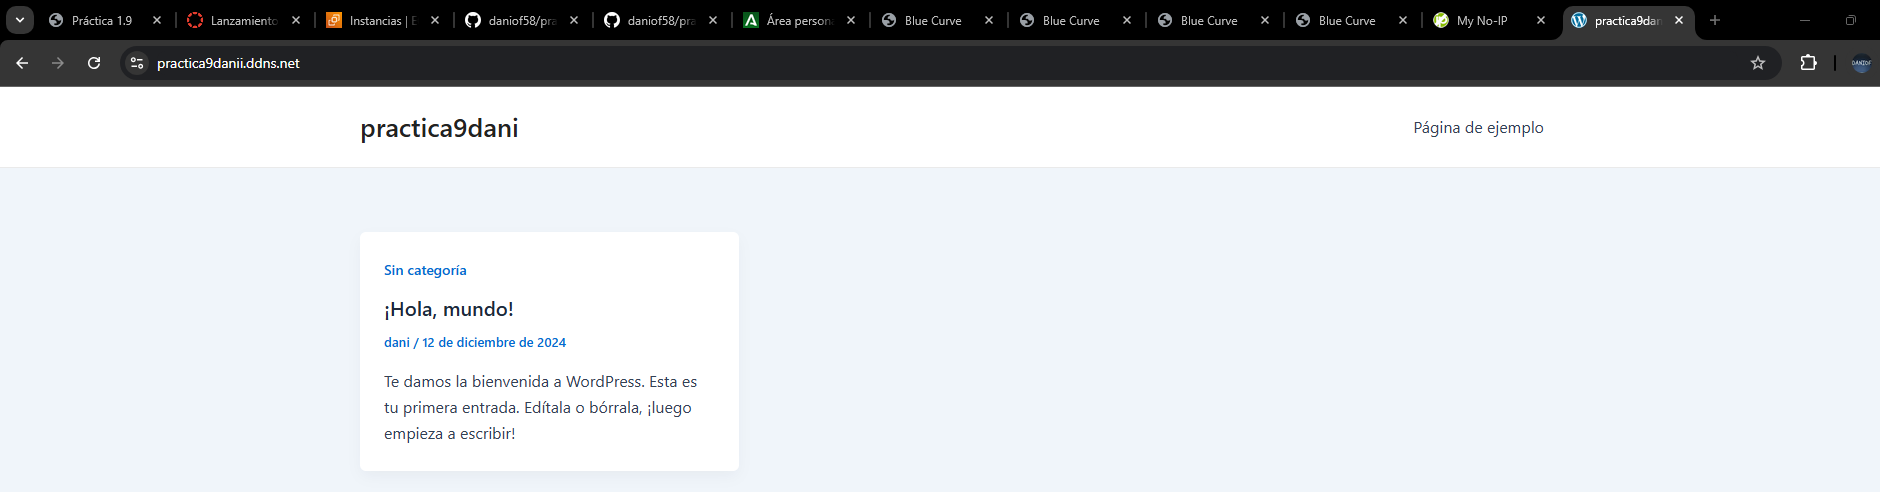 Práctica 1.9
Lanzamiento
Instancias | E
daniof58/pra
daniof58/pra
Área persona
Blue Curve
Blue Curve
Blue Curve
Blue Curve
My No-IP
practica9dan
practica9danii.ddns.net
practica9dani
Página de ejemplo
Sin categoría
¡Hola, mundo!
dani / 12 de diciembre de 2024
Te damos la bienvenida a WordPress. Esta es
tu primera entrada. Edítala o bórrala, ¡luego
empieza a escribir!